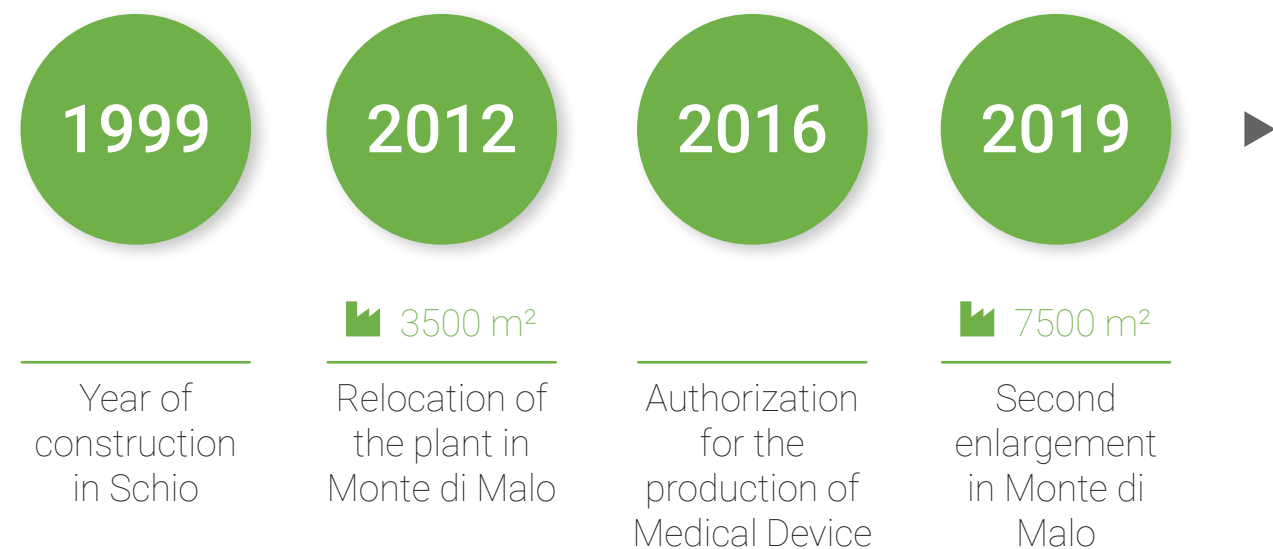 1999
Year of
construction
in Schio
2012
3500 m²
Relocation of
the plant in
Monte di Malo
2016
Authorization
for the
production of
Medical Device
2019
7500 m²
Second
enlargement
in Monte di
Malo